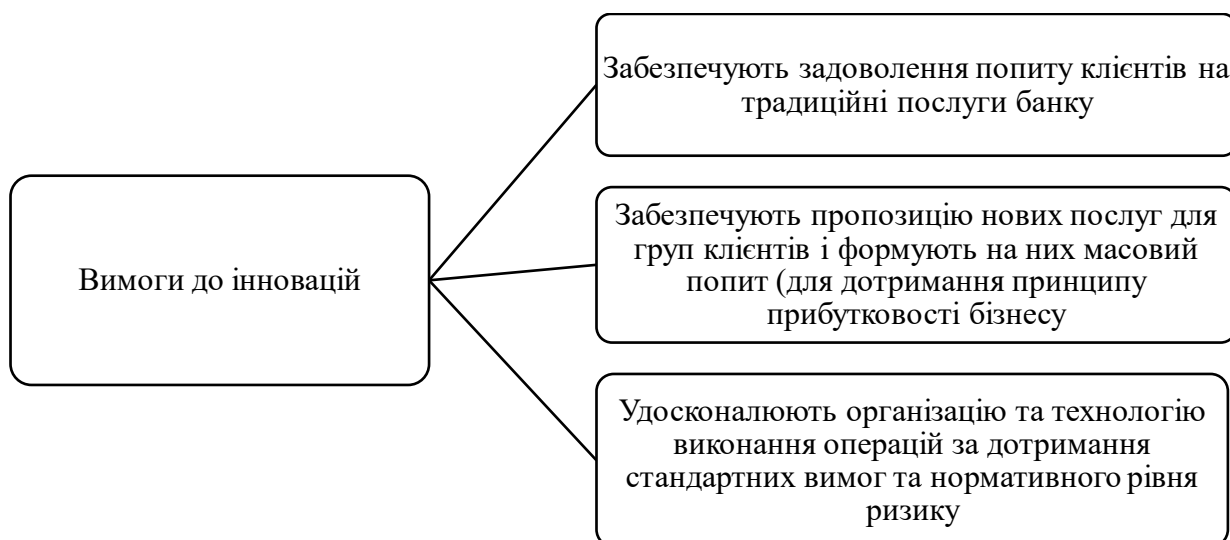 Вимоги до інновацій
Забезпечують задоволення попиту клієнтів на
традиційні послуги банку
Забезпечують пропозицію нових послуг для
груп клієнтів і формують на них масовий
попит (для дотримання принципу
прибутковості бізнесу
Удосконалюють організацію та технологію
виконання операцій за дотримання
стандартних вимог та нормативного рівня
ризику